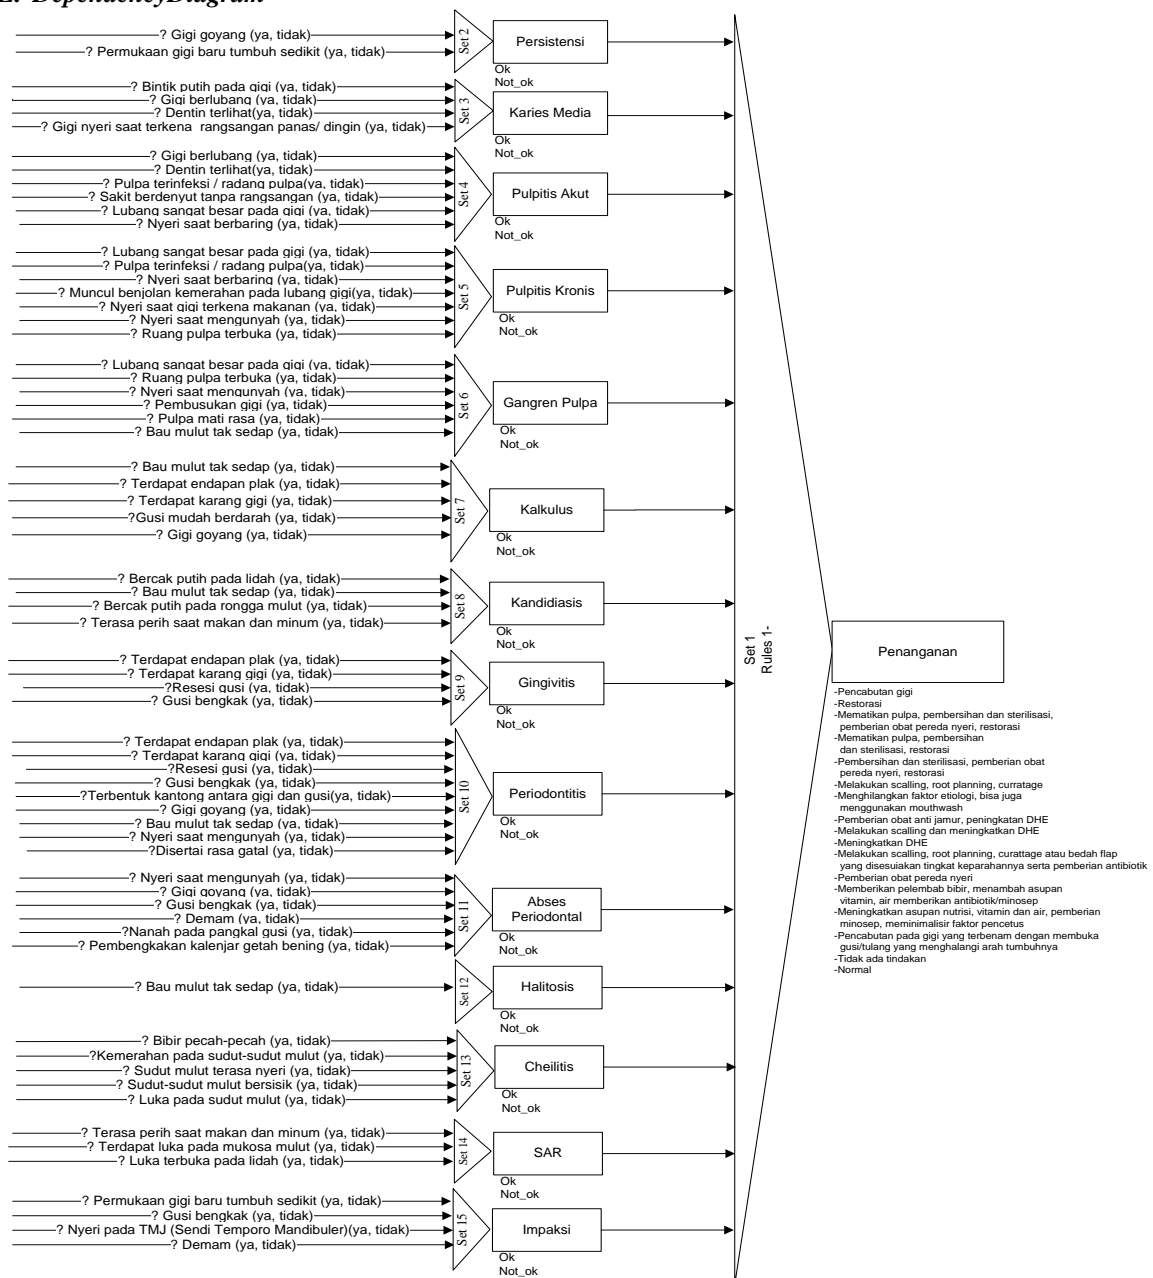 2. DependencyDiagram
? Gigi goyang (ya, tidak)
? Permukaan gigi baru tumbuh sedikit (ya, tidak)
Set 2
Persistensi
Ok
Not_ok
? Bintik putih pada gigi (ya, tidak)
? Gigi berlubang (ya, tidak)
? Dentin terlihat(ya, tidak)
? Gigi nyeri saat terkena rangsangan panas/ dingin (ya, tidak)
Set 3
Karies Media
Ok
Not_ok
? Gigi berlubang (ya, tidak)
? Dentin terlihat(ya, tidak)
? Pulpa terinfeksi / radang pulpa(ya, tidak)
? Sakit berdenyut tanpa rangsangan (ya, tidak)
? Lubang sangat besar pada gigi (ya, tidak)
? Nyeri saat berbaring (ya, tidak)
Set 4
Pulpitis Akut
Ok
Not_ok
? Lubang sangat besar pada gigi (ya, tidak)
? Pulpa terinfeksi / radang pulpa(ya, tidak)
? Nyeri saat berbaring (ya, tidak)
? Muncul benjolan kemerahan pada lubang gigi(ya, tidak)
? Nyeri saat gigi terkena makanan (ya, tidak)
? Nyeri saat mengunyah (ya, tidak)
? Ruang pulpa terbuka (ya, tidak)
Set 5
Pulpitis Kronis
Ok
Not_ok
? Lubang sangat besar pada gigi (ya, tidak)
? Ruang pulpa terbuka (ya, tidak)
? Nyeri saat mengunyah (ya, tidak)
? Pembusukan gigi (ya, tidak)
? Pulpa mati rasa (ya, tidak)
? Bau mulut tak sedap (ya, tidak)
Set 6
Gangren Pulpa
Ok
Not_ok
? Bau mulut tak sedap (ya, tidak)
? Terdapat endapan plak (ya, tidak)
? Terdapat karang gigi (ya, tidak)
?Gusi mudah berdarah (ya, tidak)
? Gigi goyang (ya, tidak)
Set 7
Kalkulus
Ok
Not_ok
? Bercak putih pada lidah (ya, tidak)
? Bau mulut tak sedap (ya, tidak)
? Bercak putih pada rongga mulut (ya, tidak)
? Terasa perih saat makan dan minum (ya, tidak)
Set 8
Kandidiasis
Ok
Not_ok
? Terdapat endapan plak (ya, tidak)
? Terdapat karang gigi (ya, tidak)
?Resesi gusi (ya, tidak)
? Gusi bengkak (ya, tidak)
Set 9
Gingivitis
Ok
Not_ok
? Terdapat endapan plak (ya, tidak)
? Terdapat karang gigi (ya, tidak)
?Resesi gusi (ya, tidak)
? Gusi bengkak (ya, tidak)
?Terbentuk kantong antara gigi dan gusi(ya, tidak)
? Gigi goyang (ya, tidak)
? Bau mulut tak sedap (ya, tidak)
? Nyeri saat mengunyah (ya, tidak)
?Disertai rasa gatal (ya, tidak)
Set 10
Periodontitis
Ok
Not_ok
? Nyeri saat mengunyah (ya, tidak)
? Gigi goyang (ya, tidak)
? Gusi bengkak (ya, tidak)
? Demam (ya, tidak)
?Nanah pada pangkal gusi (ya, tidak)
? Pembengkakan kalenjar getah bening (ya, tidak)
Set 11
Abses
Periodontal
Ok
Not_ok
? Bau mulut tak sedap (ya, tidak)
Set 12
Halitosis
Ok
Not_ok
? Bibir pecah-pecah (ya, tidak)
?Kemerahan pada sudut-sudut mulut (ya, tidak)
? Sudut mulut terasa nyeri (ya, tidak)
? Sudut-sudut mulut bersisik (ya, tidak)
? Luka pada sudut mulut (ya, tidak)
Set 13
Cheilitis
Ok
Not_ok
? Terasa perih saat makan dan minum (ya, tidak)
? Terdapat luka pada mukosa mulut (ya, tidak)
? Luka terbuka pada lidah (ya, tidak)
Set 14
SAR
Ok
Not_ok
? Permukaan gigi baru tumbuh sedikit (ya, tidak)
? Gusi bengkak (ya, tidak)
? Nyeri pada TMJ (Sendi Temporo Mandibuler)(ya, tidak)
? Demam (ya, tidak)
Set 15
Impaksi
Ok
Not_ok
Set 1
Rules 1-
Penanganan
-Pencabutan gigi
-Restorasi
-Mematikan pulpa, pembersihan dan sterilisasi,
pemberian obat pereda nyeri, restorasi
-Mematikan pulpa, pembersihan
dan sterilisasi, restorasi
-Pembersihan dan sterilisasi, pemberian obat
pereda nyeri, restorasi
-Melakukan scalling, root planning, curratage
-Menghilangkan faktor etiologi, bisa juga
menggunakan mouthwash
-Pemberian obat anti jamur, peningkatan DHE
-Melakukan scalling dan meningkatkan DHE
-Meningkatkan DHE
-Melakukan scalling, root planning, curattage atau bedah flap
yang disesuiakan tingkat keparahannya serta pemberian antibiotik
-Pemberian obat pereda nyeri
-Memberikan pelembab bibir, menambah asupan
vitamin, air memberikan antibiotik/minosep
-Meningkatkan asupan nutrisi, vitamin dan air, pemberian
minosep, meminimalisir faktor pencetus
-Pencabutan pada gigi yang terbenam dengan membuka
gusi/tulang yang menghalangi arah tumbuhnya
-Tidak ada tindakan
-Normal